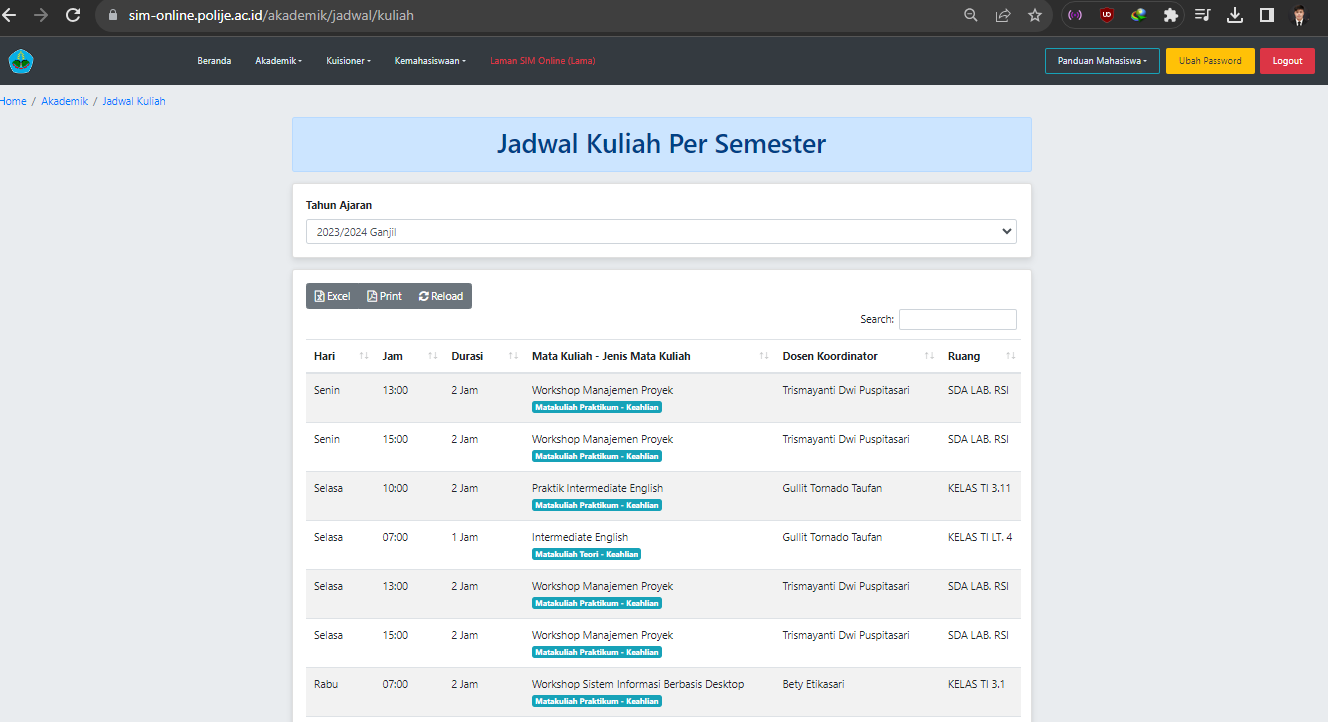 sim-online.polije.ac.id/akademik/jadwal/kuliah
Beranda Akademik Kuisioner Kemahasiswaan Laman SIM Online (Lama) Panduan Mahasiswa Ubah Password Logout
Home / Akademik / Jadwal Kuliah
Jadwal Kuliah Per Semester
Tahun Ajaran
2023/2024 Ganjil
Excel Print Reload
Search:
Hari Jam Durasi Mata Kuliah - Jenis Mata Kuliah Dosen Koordinator Ruang
Senin 13:00 2 Jam Workshop Manajemen Proyek Trismayanti Dwi Puspitasari SDA LAB. RSI
Matakuliah Praktikum - Keahlian
Senin 15:00 2 Jam Workshop Manajemen Proyek Trismayanti Dwi Puspitasari SDA LAB. RSI
Matakuliah Praktikum - Keahlian
Selasa 10:00 2 Jam Praktik Intermediate English Gullit Tornado Taufan KELAS TI 3.11
Matakuliah Praktikum - Keahlian
Selasa 07:00 1 Jam Intermediate English Gullit Tornado Taufan KELAS TI LT. 4
Matakuliah Teori - Keahlian
Selasa 13:00 2 Jam Workshop Manajemen Proyek Trismayanti Dwi Puspitasari SDA LAB. RSI
Matakuliah Praktikum - Keahlian
Selasa 15:00 2 Jam Workshop Manajemen Proyek Trismayanti Dwi Puspitasari SDA LAB. RSI
Matakuliah Praktikum - Keahlian
Rabu 07:00 2 Jam Workshop Sistem Informasi Berbasis Desktop Bety Etikasari KELAS TI 3.1
Matakuliah Praktikum - Keahlian